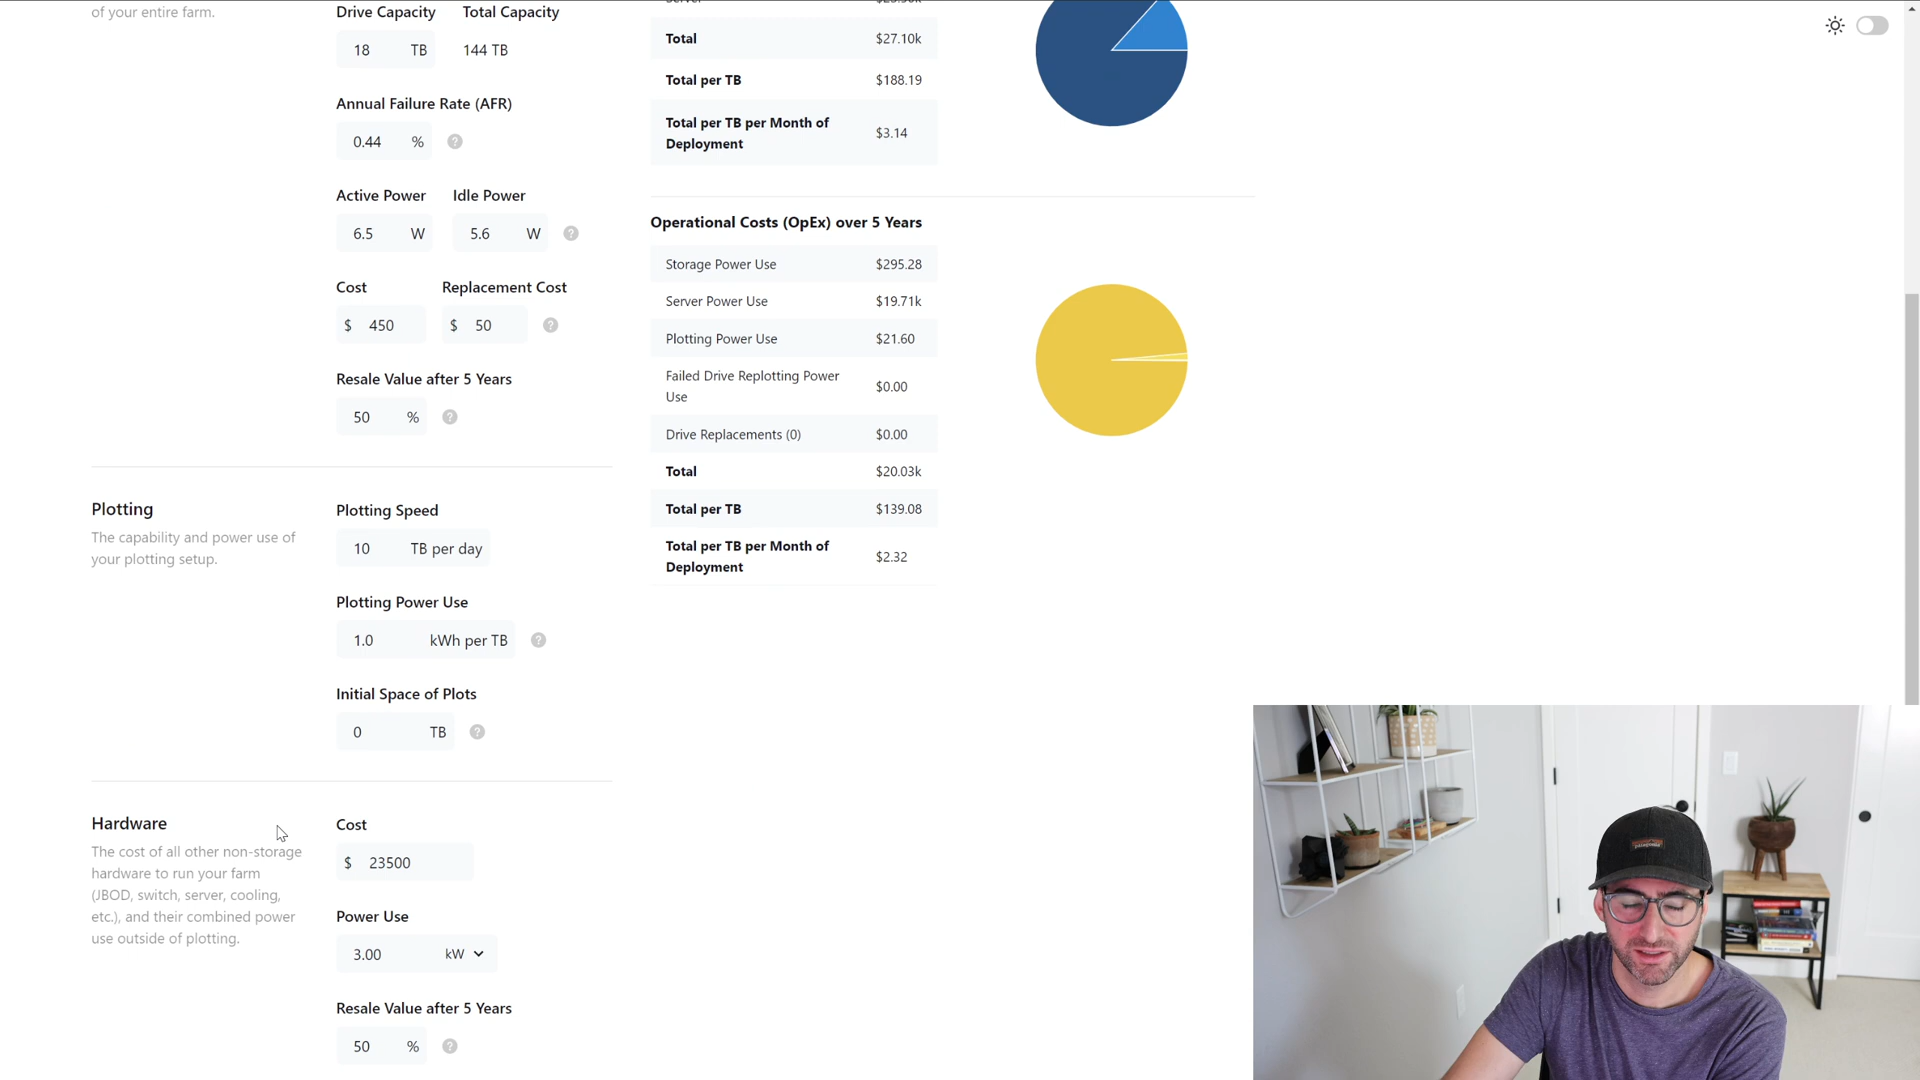 of your entire farm.
Drive Capacity
Total Capacity
18 TB
144 TB
Annual Failure Rate (AFR)
0.44 %
?
Active Power
Idle Power
6.5 W
5.6 W
?
Cost
Replacement Cost
$ 450
$ 50
?
Resale Value after 5 Years
50 %
?
Plotting
The capability and power use of
your plotting setup.
Plotting Speed
10 TB per day
Plotting Power Use
1.0 kWh per TB
?
Initial Space of Plots
0 TB
?
Hardware
The cost of all other non-storage
hardware to run your farm
(JBOD, switch, server, cooling,
etc.), and their combined power
use outside of plotting.
Cost
$ 23500
Power Use
3.00 kW
Resale Value after 5 Years
50 %
?
Total $27.10k
Total per TB $188.19
Total per TB per Month of
Deployment
$3.14
Operational Costs (OpEx) over 5 Years
Storage Power Use $295.28
Server Power Use $19.71k
Plotting Power Use $21.60
Failed Drive Replotting Power
Use
$0.00
Drive Replacements (0) $0.00
Total $20.03k
Total per TB $139.08
Total per TB per Month of
Deployment
$2.32